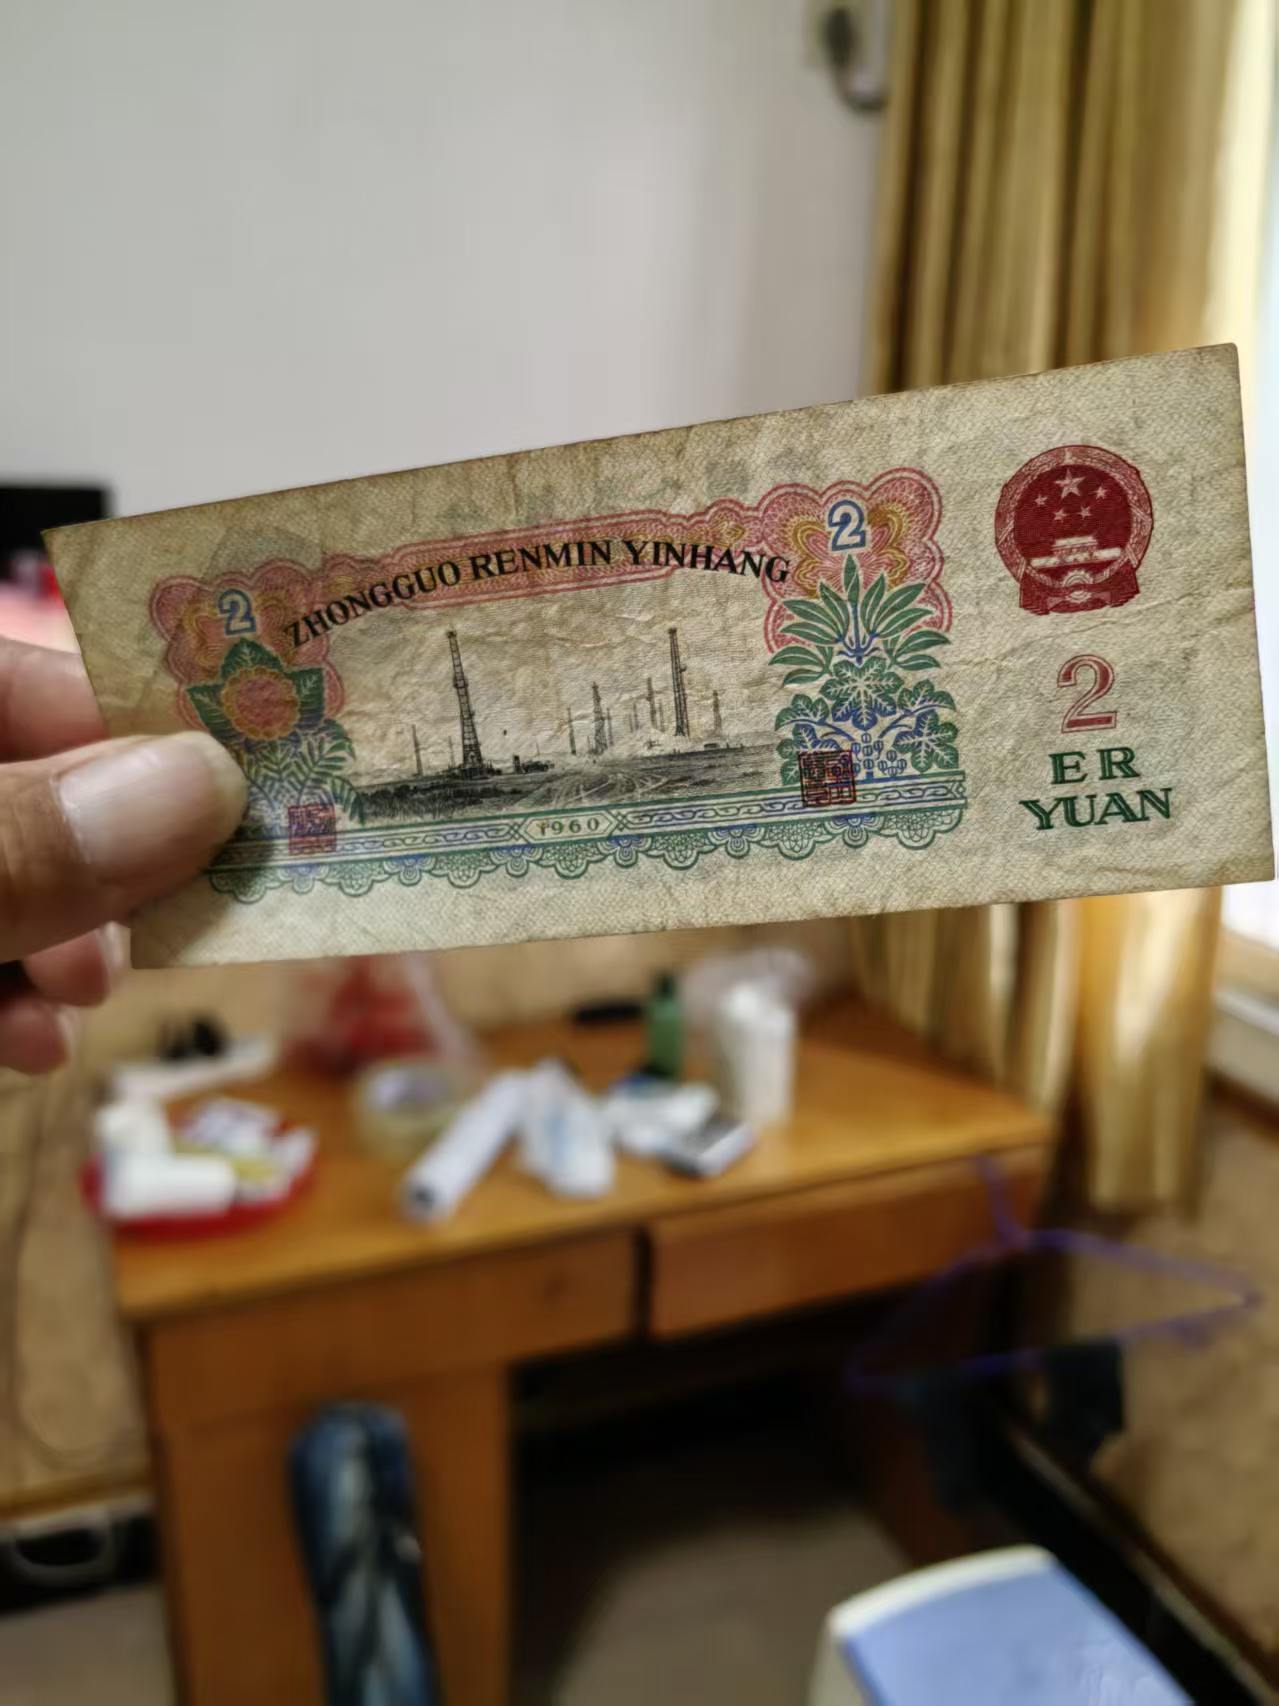 ZHONGGUO RENMIN YINHANG
2
2
2
ER
YUAN
1960